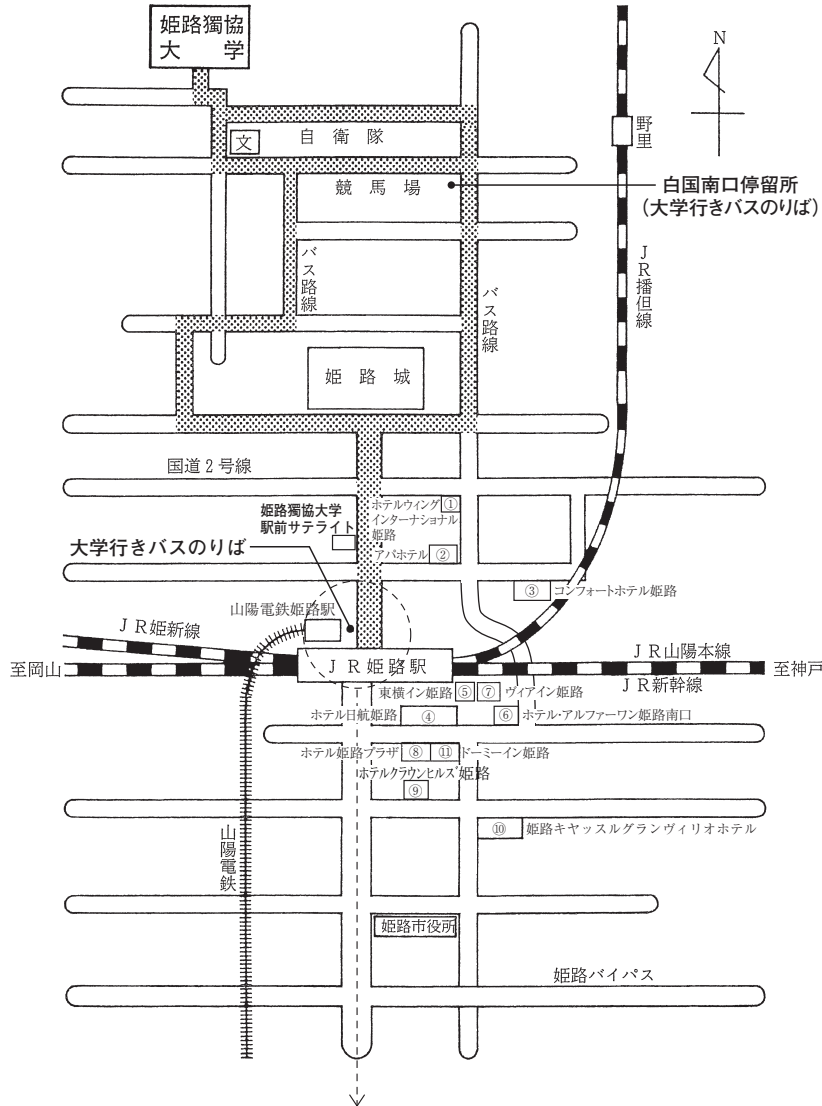 姫路獨協
大学
N
野里
文
自衛隊
競馬場
白国南口停留所
(大学行きバスのりば)
バス路線
バス路線
JR播但線
姫路城
国道2号線
姫路獨協大学
駅前サテライト
ホテルウィング
インターナショナル
姫路
①
アパホテル ②
大学行きバスのりば
③ コンフォートホテル姫路
山陽電鉄姫路駅
JR姫新線
JR姫路駅
JR山陽本線
至岡山
至神戸
JR新幹線
東横イン姫路 ⑤ ⑦ ヴィアイン姫路
ホテル日航姫路 ④ ⑥ ホテル・アルファーワン姫路南口
ホテル姫路プラザ ⑧ ⑪ ドーミーイン姫路
ホテルクラウンヒルズ姫路
⑨
⑩ 姫路キヤッスルグランヴィリオホテル
山陽電鉄
姫路市役所
姫路バイパス